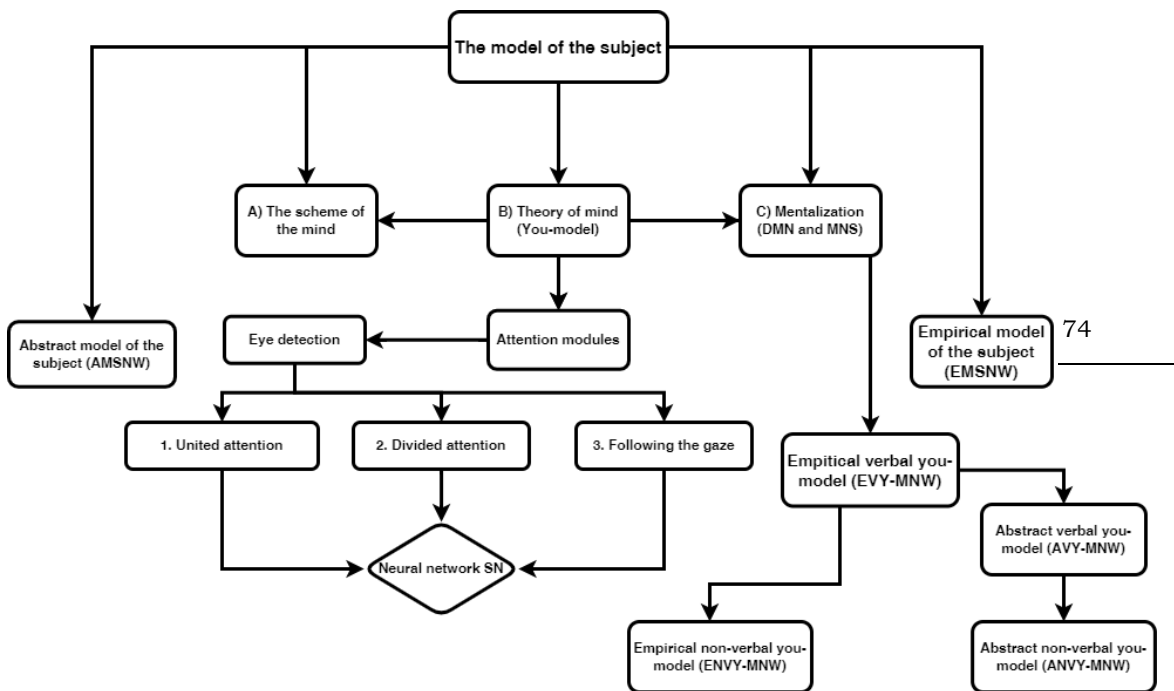 The model of the subject
A) The scheme of
the mind
B) Theory of mind
(You-model)
C) Mentalization
(DMN and MNS)
Abstract model of the
subject (AMSNW)
Eye detection
Attention modules
Empirical model
of the subject
(EMSNW)
74
1. United attention
2. Divided attention
3. Following the gaze
Empitical verbal you-
model (EVY-MNW)
Abstract verbal you-
model (AVY-MNW)
Neural network SN
Empirical non-verbal you-
model (ENVY-MNW)
Abstract non-verbal you-
model (ANVY-MNW)